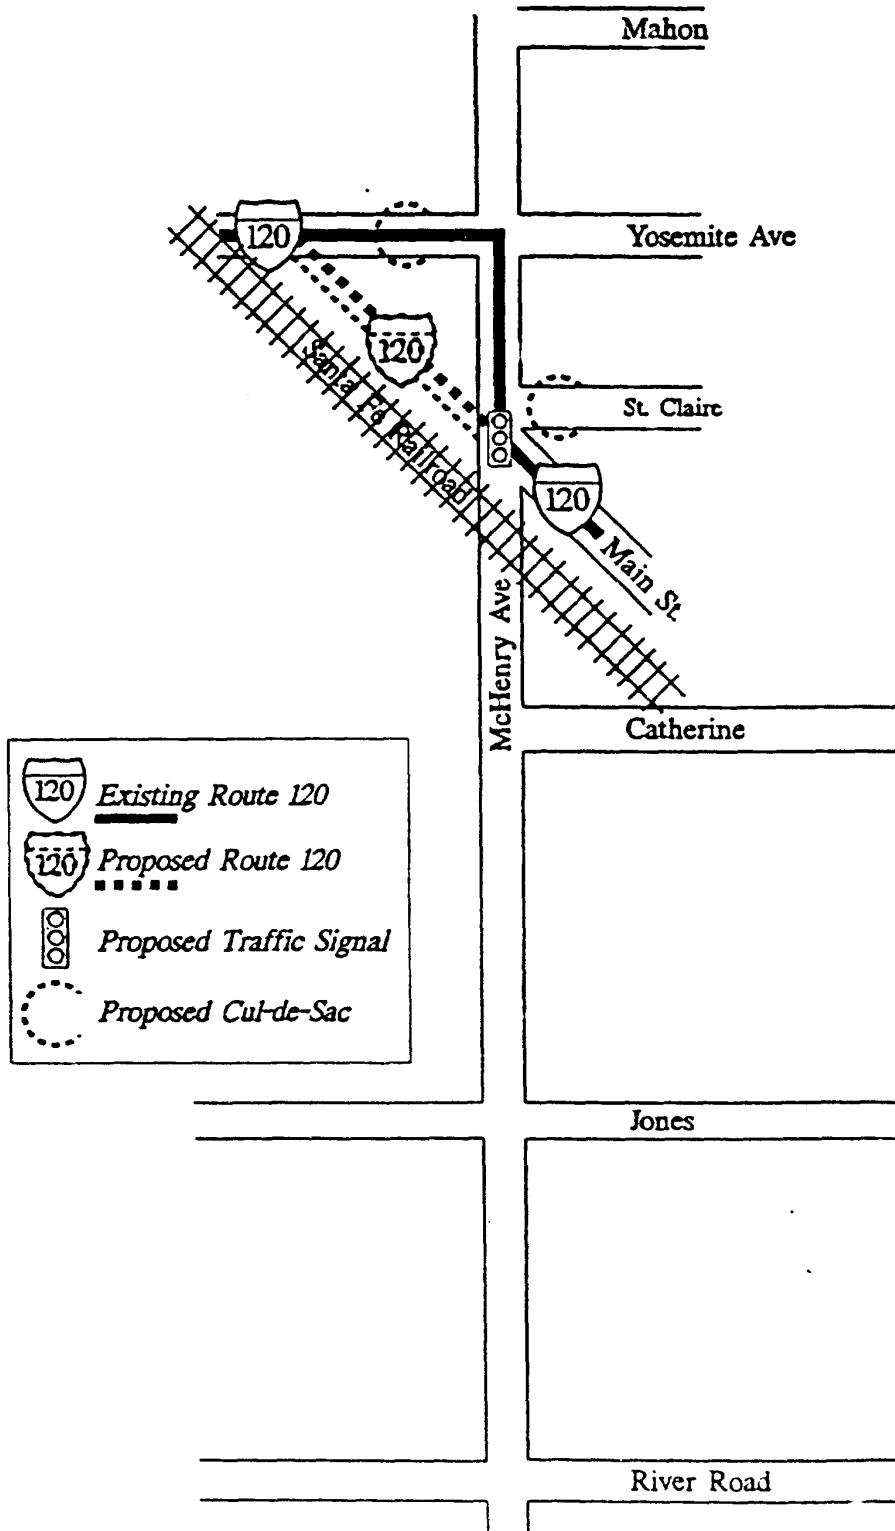 Mahon
120
Yosemite Ave
120
Santa Fe Railroad
St. Claire
120
Main St.
McHenry Ave
Catherine
120 Existing Route 120
120 Proposed Route 120
Proposed Traffic Signal
Proposed Cul-de-Sac
Jones
River Road